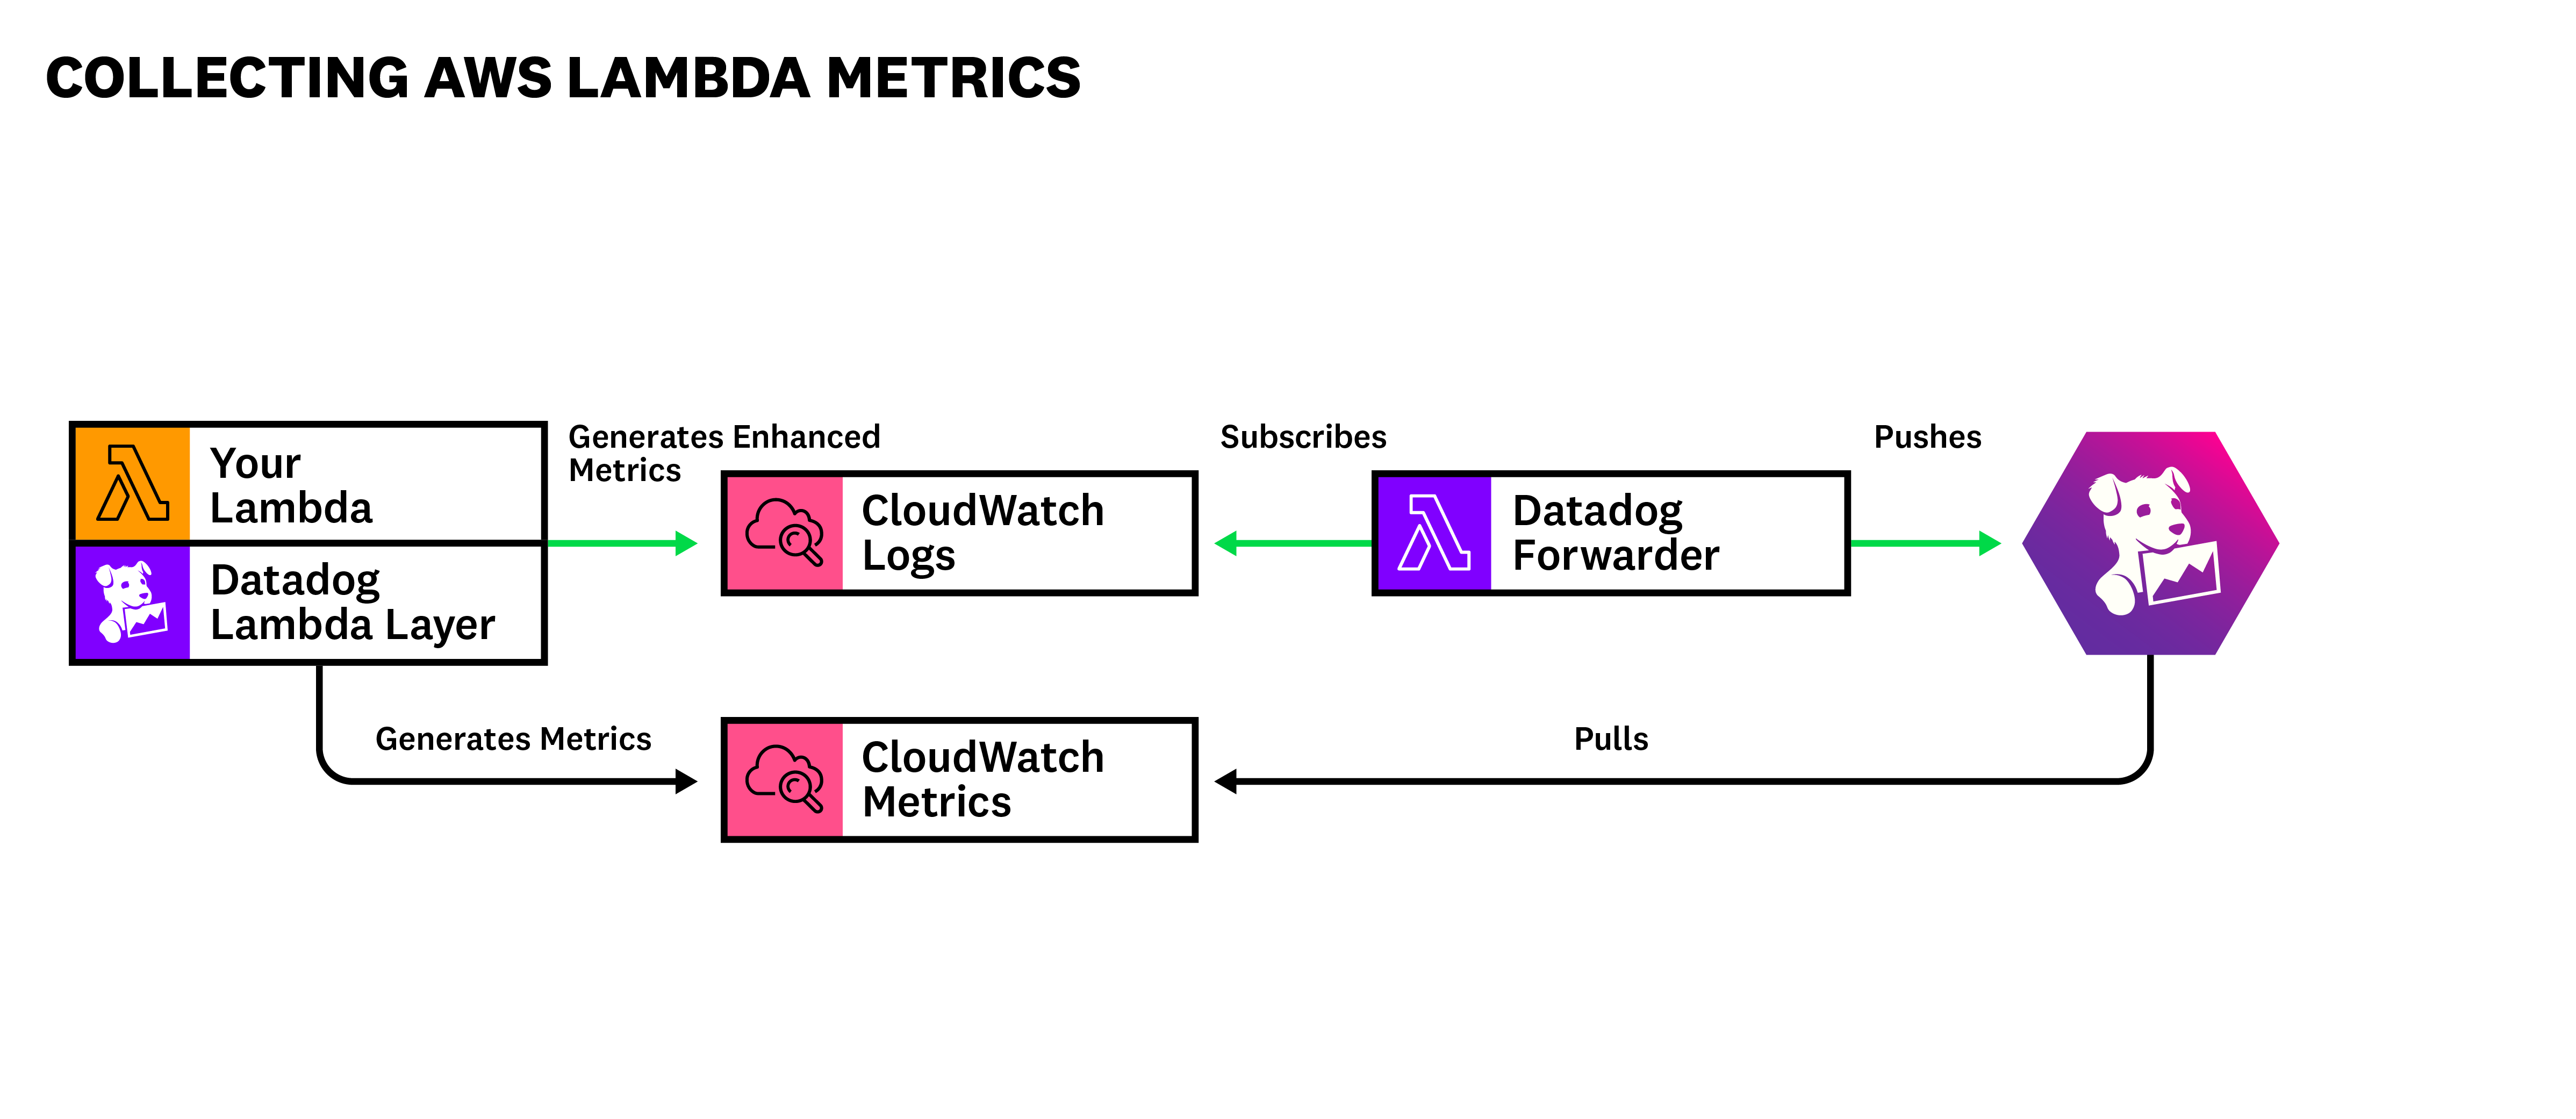 COLLECTING AWS LAMBDA METRICS
Your
Lambda
Datadog
Lambda Layer
Generates Enhanced
Metrics
CloudWatch
Logs
Subscribes
Datadog
Forwarder
Pushes
Generates Metrics
CloudWatch
Metrics
Pulls